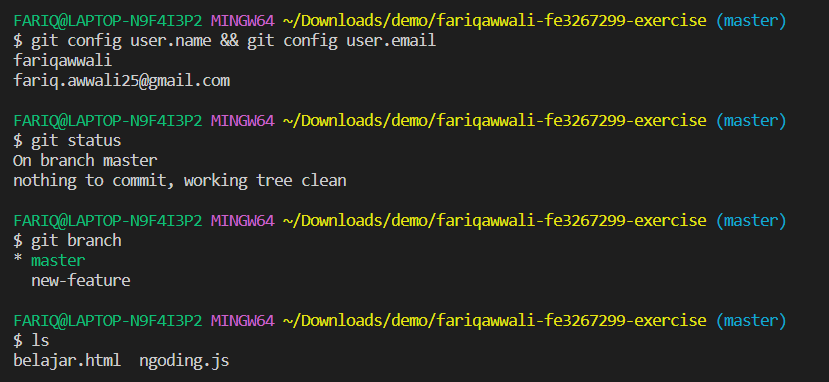 FARIQ@LAPTOP-N9F4I3P2 MINGW64 ~/Downloads/demo/fariqawwali-fe3267299-exercise (master)
$ git config user.name && git config user.email
fariqawwali
fariq.awwali25@gmail.com
FARIQ@LAPTOP-N9F4I3P2 MINGW64 ~/Downloads/demo/fariqawwali-fe3267299-exercise (master)
$ git status
On branch master
nothing to commit, working tree clean
FARIQ@LAPTOP-N9F4I3P2 MINGW64 ~/Downloads/demo/fariqawwali-fe3267299-exercise (master)
$ git branch
* master
  new-feature
FARIQ@LAPTOP-N9F4I3P2 MINGW64 ~/Downloads/demo/fariqawwali-fe3267299-exercise (master)
$ ls
belajar.html  ngoding.js